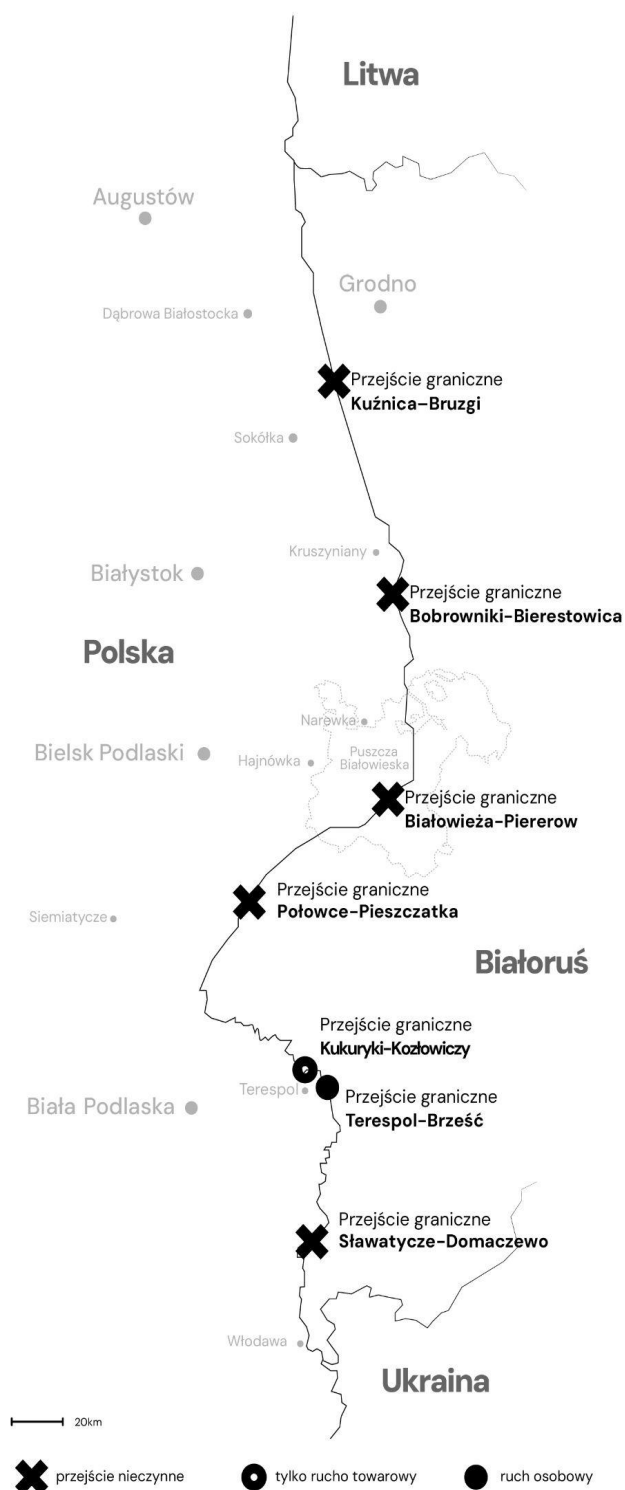 Litwa
Augustów
Grodno
Dąbrowa Białostocka
Przejście graniczne
Kuźnica–Bruzgi
Sokółka
Kruszyniany
Białystok
Przejście graniczne
Bobrowniki-Bierestowica
Polska
Narewka
Bielsk Podlaski
Hajnówka
Puszcza
Białowieska
Przejście graniczne
Białowieża-Piererow
Przejście graniczne
Połowce-Pieszczatka
Siemiatycze
Białoruś
Przejście graniczne
Kukuryki-Kozłowiczy
Terespol
Biała Podlaska
Przejście graniczne
Terespol-Brześć
Przejście graniczne
Sławatycze-Domaczewo
Włodawa
Ukraina
20km
przejście nieczynne
tylko rucho towarowy
ruch osobowy